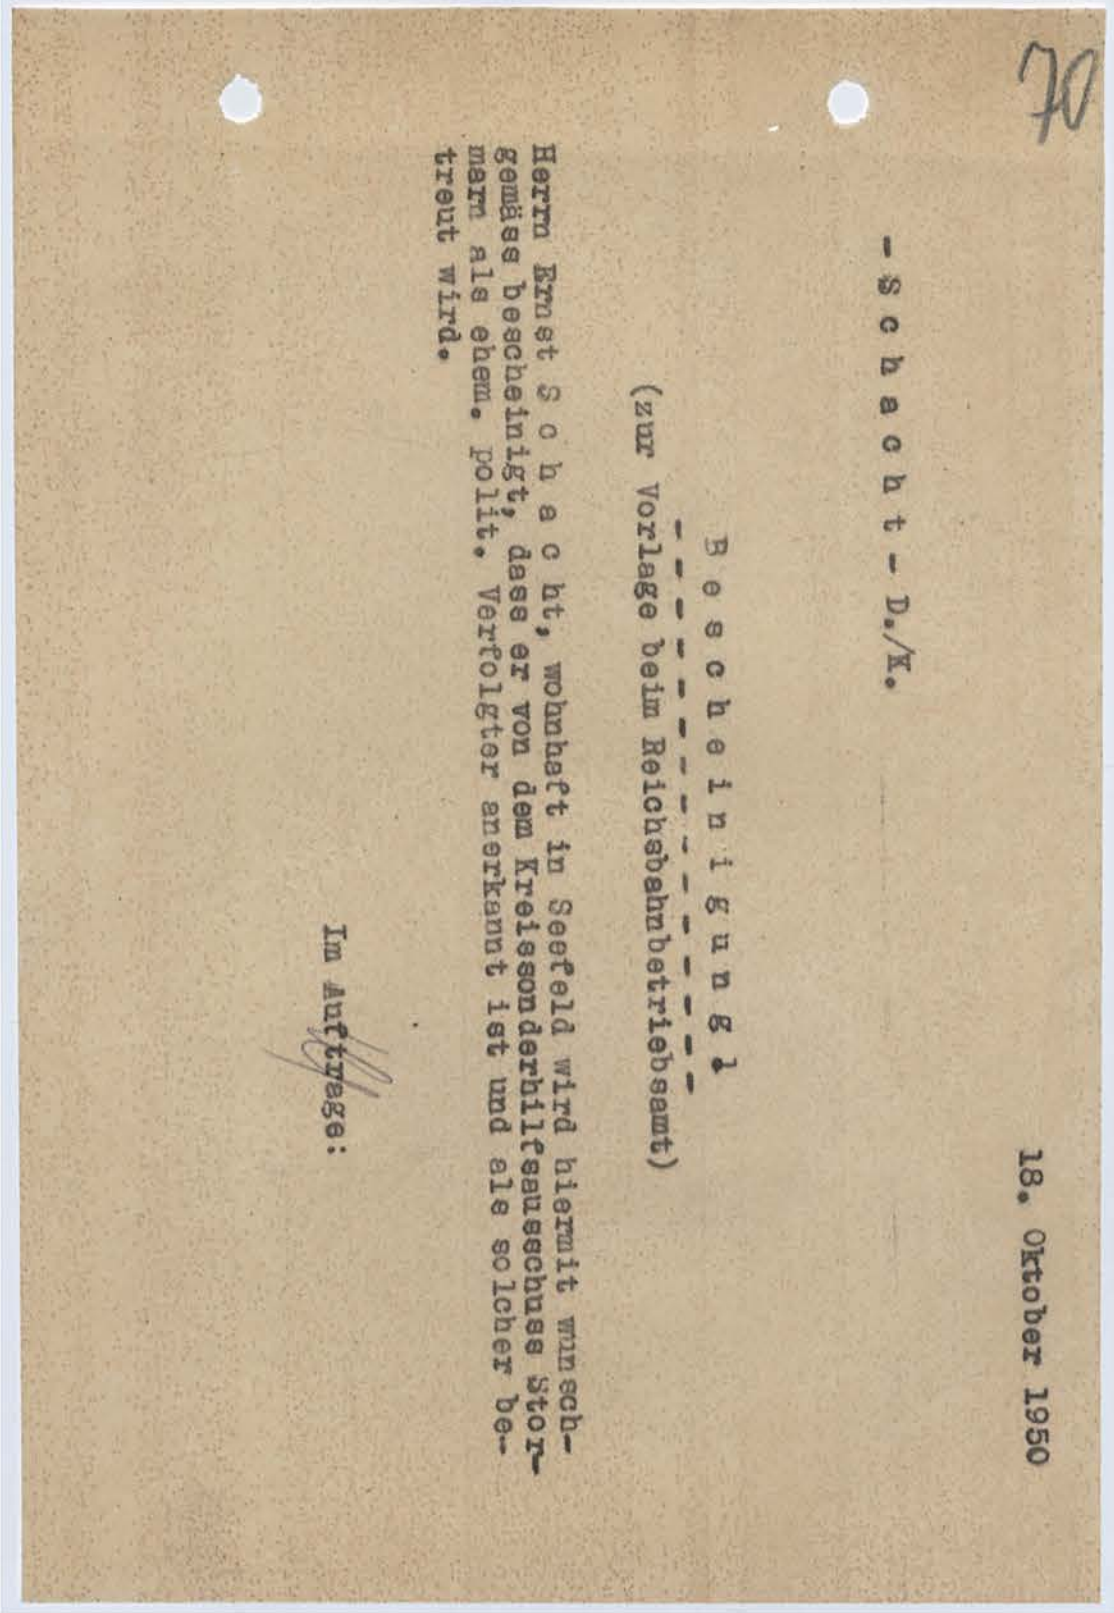 70
18. Oktober 1950
- S c h a c h t - D./K.
B e s c h e i n i g u n g !
- - - - - - - - - - - - - - -
(zur Vorlage beim Reichsbahnbetriebsamt)
Herrn Ernst S c h a c ht, wohnhaft in Seefeld wird hiermit wunsch-
gemäss bescheinigt, dass er von dem Kreissonderhilfsausschuss Stor-
marn als ehem. polit. Verfolgter anerkannt ist und als solcher be-
treut wird.
Im Auftrage: